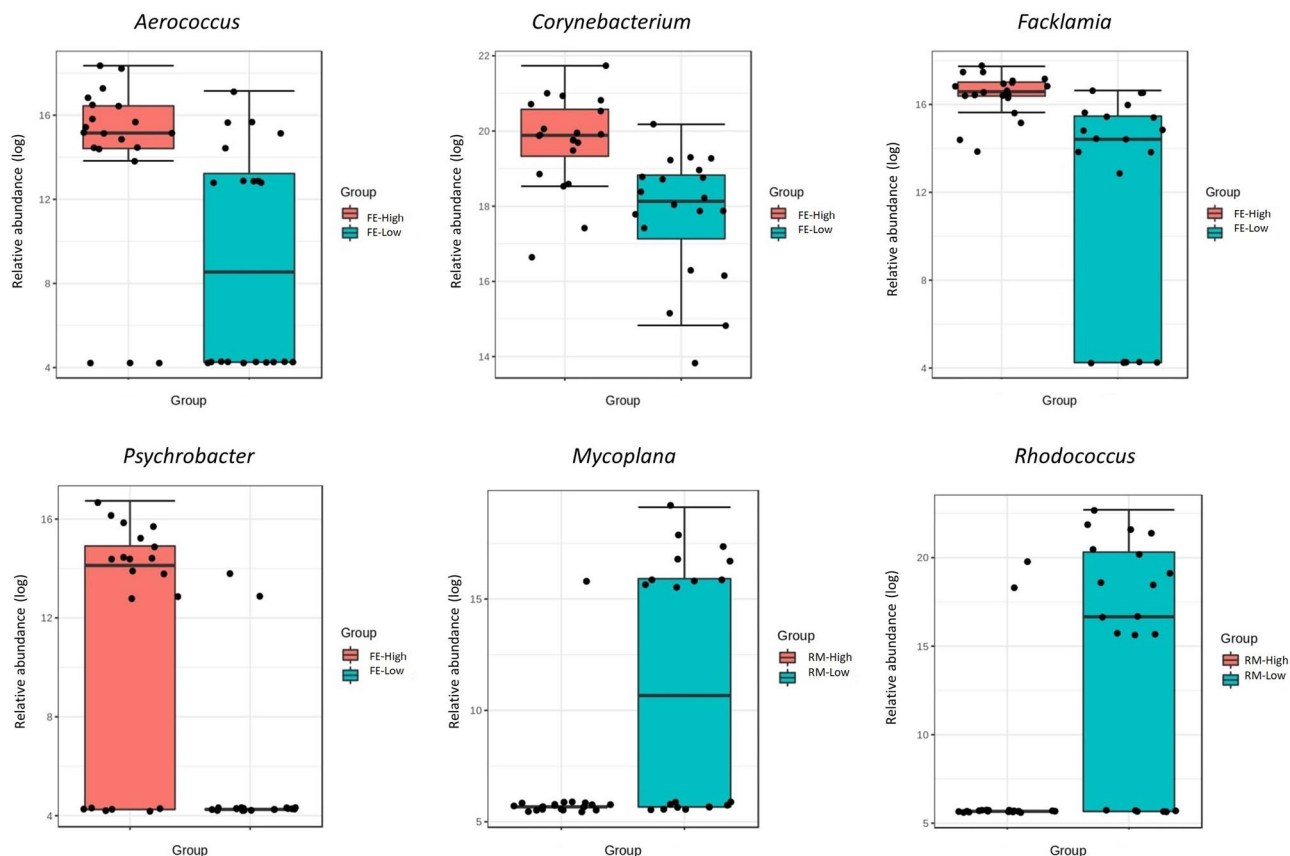 Aerococcus
Relative abundance (log)
16
12
8
4
Group
Group
FE-High
FE-Low
Corynebacterium
Relative abundance (log)
22
20
18
16
14
Group
Group
FE-High
FE-Low
Facklamia
Relative abundance (log)
16
12
8
4
Group
Group
FE-High
FE-Low
Psychrobacter
Relative abundance (log)
16
12
8
4
Group
Group
FE-High
FE-Low
Mycoplana
Relative abundance (log)
15
10
5
Group
Group
RM-High
RM-Low
Rhodococcus
Relative abundance (log)
20
15
10
5
Group
Group
RM-High
RM-Low